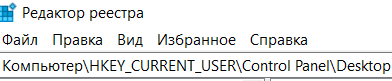 Редактор реестра
Файл Правка Вид Избранное Справка
Компьютер\HKEY_CURRENT_USER\Control Panel\Desktop